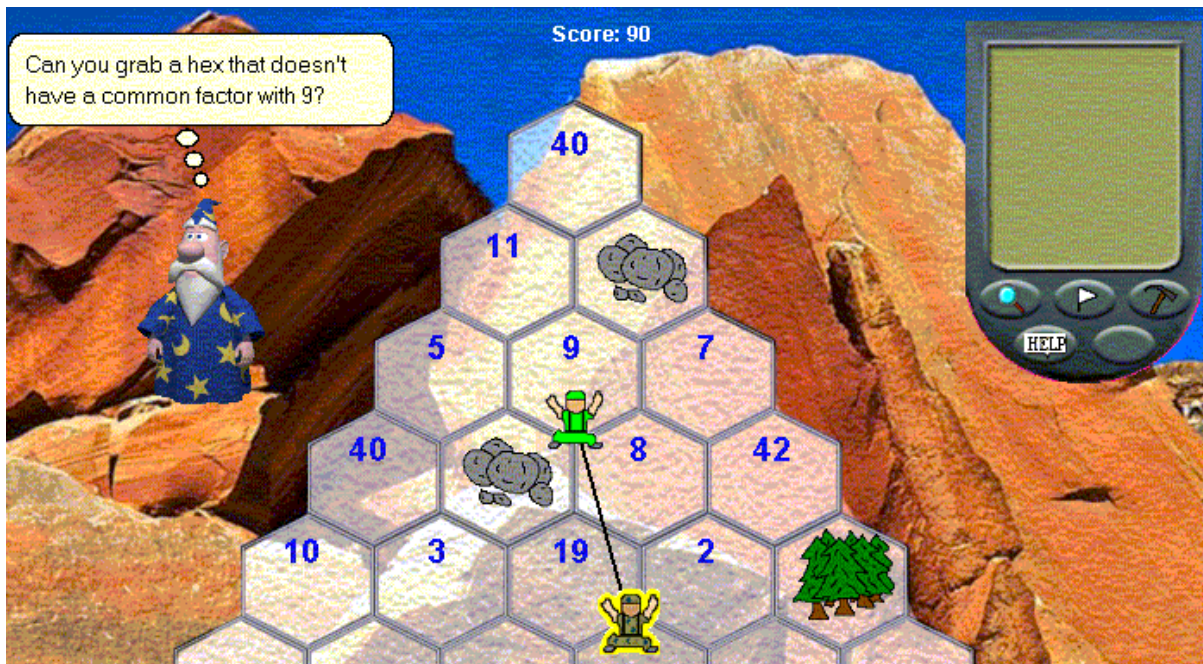 Score: 90
Can you grab a hex that doesn't
have a common factor with 9?
40
11
5 9 7
40 8 42
HELP
10 3 19 2